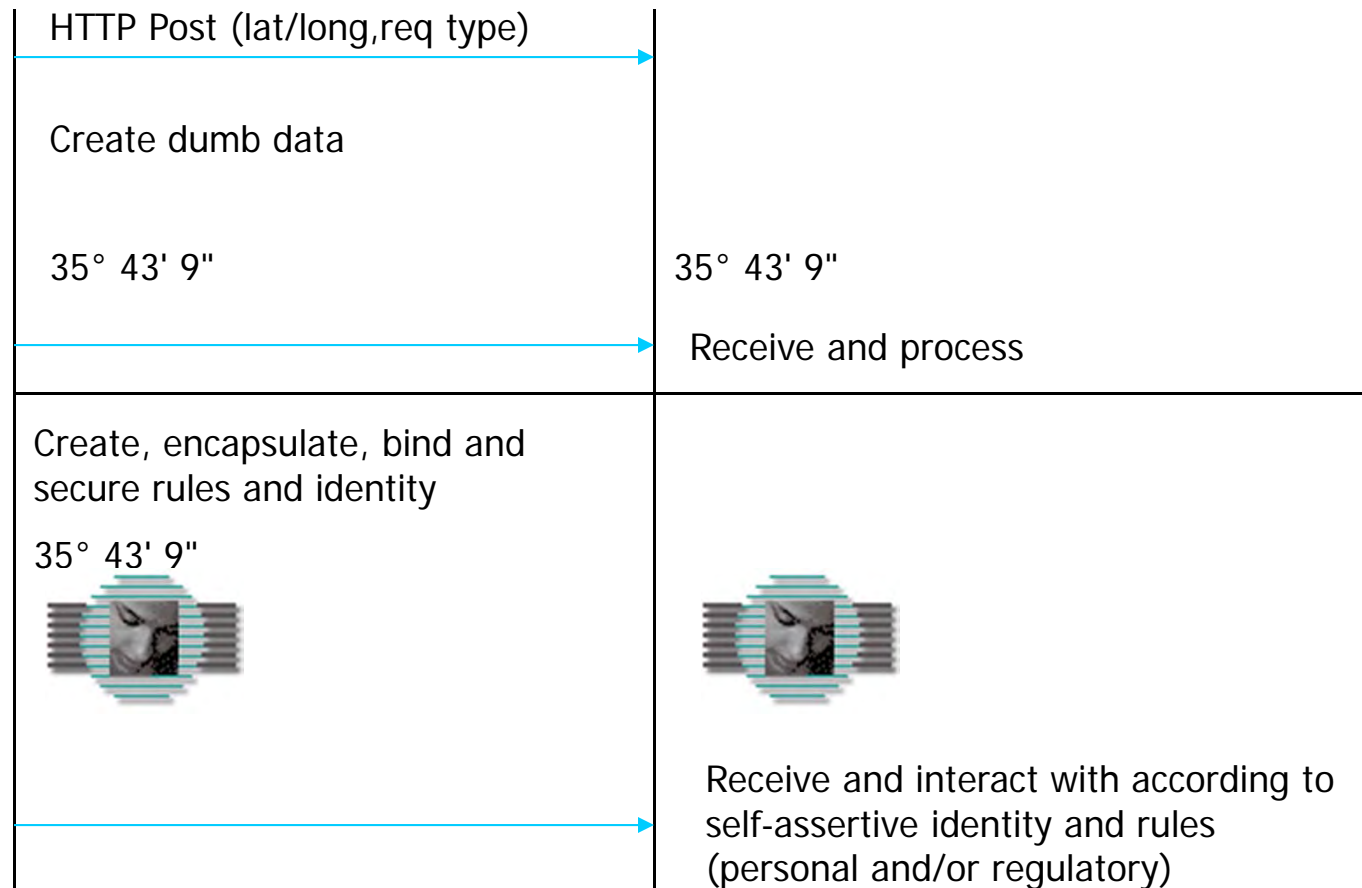 HTTP Post (lat/long,req type)
Create dumb data
35° 43' 9"
35° 43' 9"
Receive and process
Create, encapsulate, bind and
secure rules and identity
35° 43' 9"
Receive and interact with according to
self-assertive identity and rules
(personal and/or regulatory)